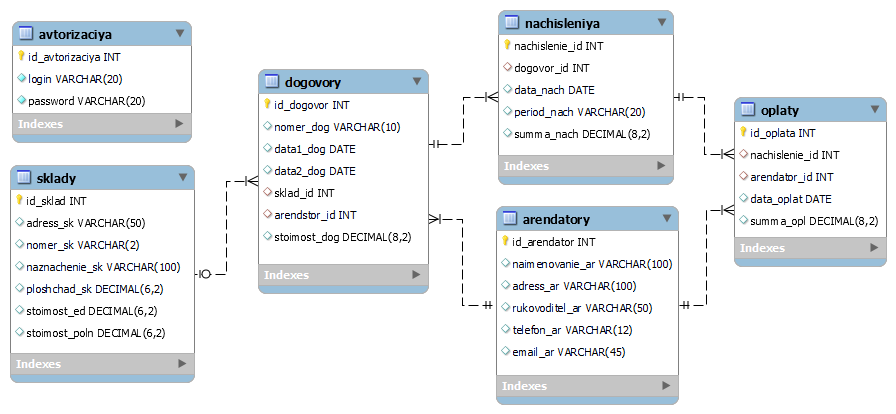 avtorizaciya
id_avtorizaciya INT
login VARCHAR(20)
password VARCHAR(20)
Indexes
sklady
id_sklad INT
adress_sk VARCHAR(50)
nomer_sk VARCHAR(2)
naznachenie_sk VARCHAR(100)
ploshchad_sk DECIMAL(6,2)
stoimost_ed DECIMAL(6,2)
stoimost_poln DECIMAL(6,2)
Indexes
dogovory
id_dogovor INT
nomer_dog VARCHAR(10)
data1_dog DATE
data2_dog DATE
sklad_id INT
arendstor_id INT
stoimost_dog DECIMAL(8,2)
Indexes
nachisleniya
nachislenie_id INT
dogovor_id INT
data_nach DATE
period_nach VARCHAR(20)
summa_nach DECIMAL(8,2)
Indexes
arendatory
id_arendator INT
naimenovanie_ar VARCHAR(100)
adress_ar VARCHAR(100)
rukovoditel_ar VARCHAR(50)
telefon_ar VARCHAR(12)
email_ar VARCHAR(45)
Indexes
oplaty
id_oplata INT
nachislenie_id INT
arendator_id INT
data_oplat DATE
summa_opl DECIMAL(8,2)
Indexes